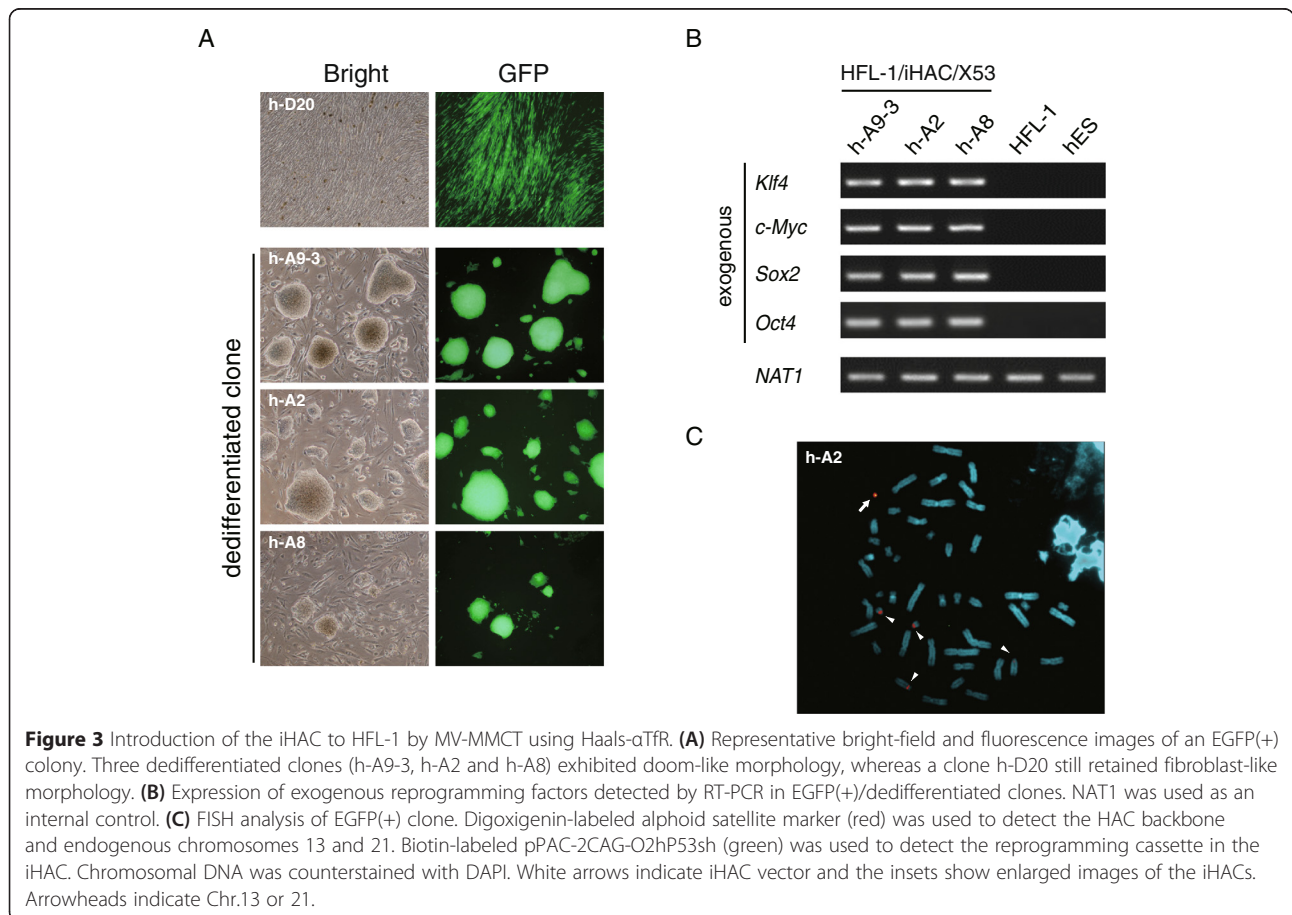 A
Bright GFP
h-D20
dedifferentiated clone
h-A9-3
h-A2
h-A8
B
HFL-1/iHAC/X53
h-A9-3 h-A2 h-A8 HFL-1 hES
exogenous
Klf4
c-Myc
Sox2
Oct4
NAT1
C
h-A2
Figure 3 Introduction of the iHAC to HFL-1 by MV-MMCT using Haals-αTfR. (A) Representative bright-field and fluorescence images of an EGFP(+)
colony. Three dedifferentiated clones (h-A9-3, h-A2 and h-A8) exhibited doom-like morphology, whereas a clone h-D20 still retained fibroblast-like
morphology. (B) Expression of exogenous reprogramming factors detected by RT-PCR in EGFP(+)/dedifferentiated clones. NAT1 was used as an
internal control. (C) FISH analysis of EGFP(+) clone. Digoxigenin-labeled alphoid satellite marker (red) was used to detect the HAC backbone
and endogenous chromosomes 13 and 21. Biotin-labeled pPAC-2CAG-O2hP53sh (green) was used to detect the reprogramming cassette in the
iHAC. Chromosomal DNA was counterstained with DAPI. White arrows indicate iHAC vector and the insets show enlarged images of the iHACs.
Arrowheads indicate Chr.13 or 21.